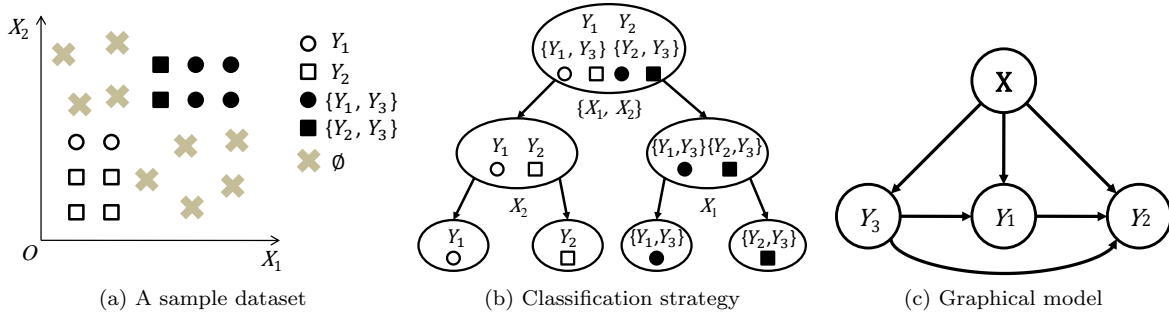 X₂
O
X₁
Y₁
Y₂
{Y₁, Y₃}
{Y₂, Y₃}
∅
(a) A sample dataset
Y₁ Y₂
{Y₁, Y₃} {Y₂, Y₃}
{X₁, X₂}
Y₁ Y₂
X₂
{Y₁,Y₃}{Y₂,Y₃}
X₁
Y₁
Y₂
{Y₁,Y₃}
{Y₂,Y₃}
(b) Classification strategy
X
Y₃ Y₁ Y₂
(c) Graphical model